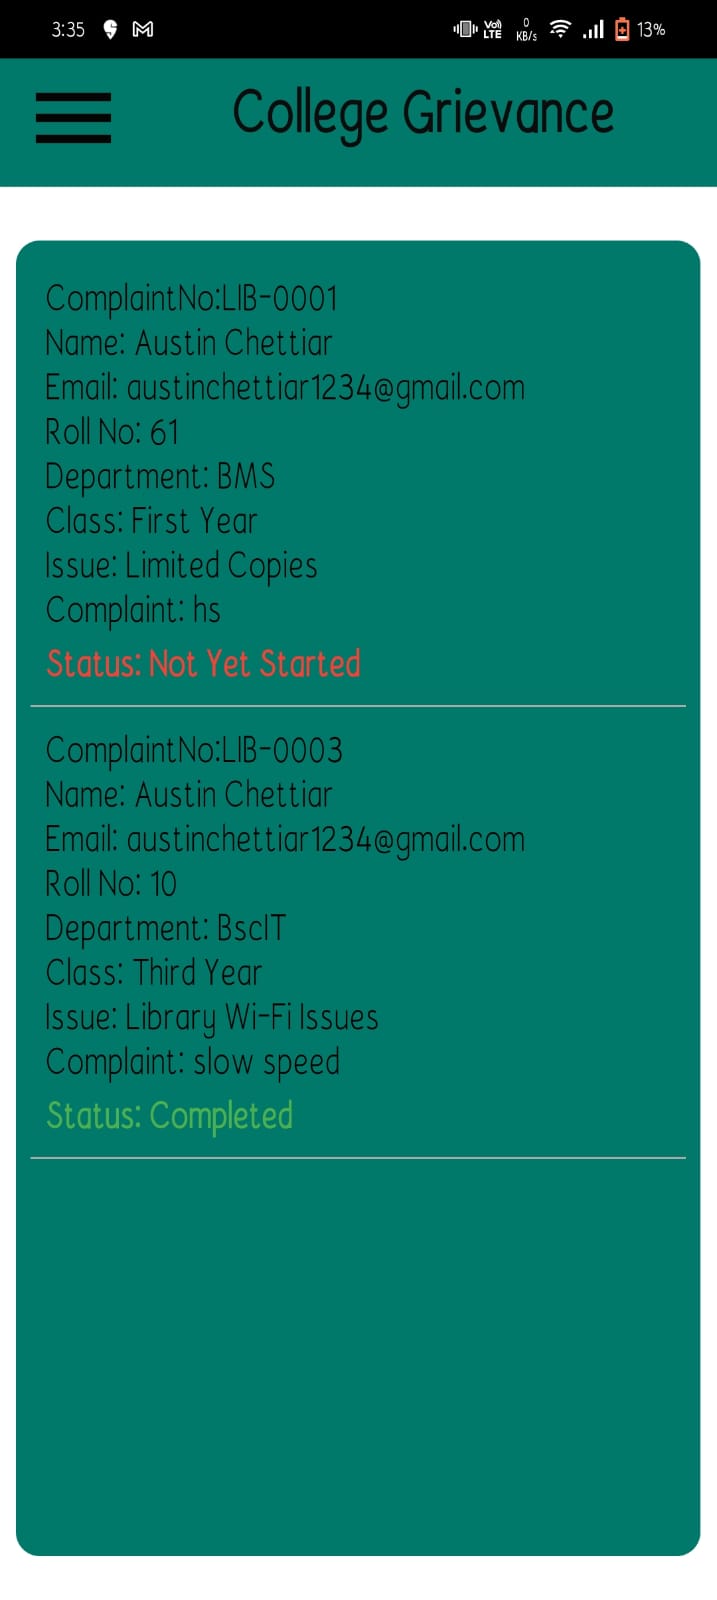 3:35
Vo) LTE 0 KB/s 13%
College Grievance
ComplaintNo:LIB-0001
Name: Austin Chettiar
Email: austinchettiar1234@gmail.com
Roll No: 61
Department: BMS
Class: First Year
Issue: Limited Copies
Complaint: hs
Status: Not Yet Started
ComplaintNo:LIB-0003
Name: Austin Chettiar
Email: austinchettiar1234@gmail.com
Roll No: 10
Department: BscIT
Class: Third Year
Issue: Library Wi-Fi Issues
Complaint: slow speed
Status: Completed